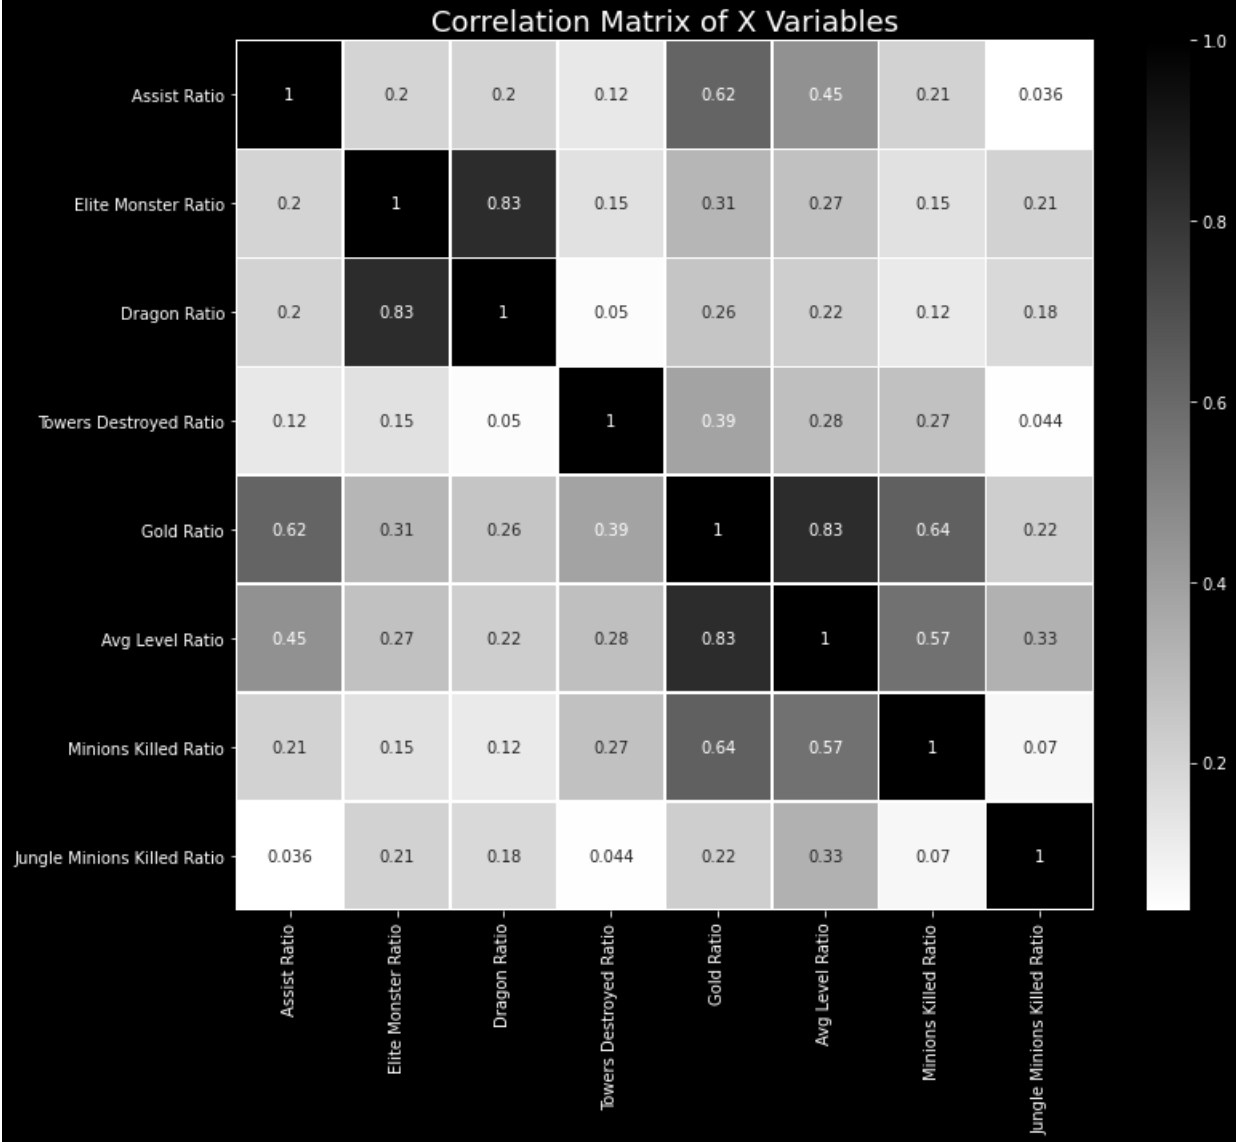 Correlation Matrix of X Variables
Assist Ratio 1 0.2 0.2 0.12 0.62 0.45 0.21 0.036
Elite Monster Ratio 0.2 1 0.83 0.15 0.31 0.27 0.15 0.21
Dragon Ratio 0.2 0.83 1 0.05 0.26 0.22 0.12 0.18
Towers Destroyed Ratio 0.12 0.15 0.05 1 0.39 0.28 0.27 0.044
Gold Ratio 0.62 0.31 0.26 0.39 1 0.83 0.64 0.22
Avg Level Ratio 0.45 0.27 0.22 0.28 0.83 1 0.57 0.33
Minions Killed Ratio 0.21 0.15 0.12 0.27 0.64 0.57 1 0.07
Jungle Minions Killed Ratio 0.036 0.21 0.18 0.044 0.22 0.33 0.07 1
Assist Ratio
Elite Monster Ratio
Dragon Ratio
Towers Destroyed Ratio
Gold Ratio
Avg Level Ratio
Minions Killed Ratio
Jungle Minions Killed Ratio
1.0
0.8
0.6
0.4
0.2